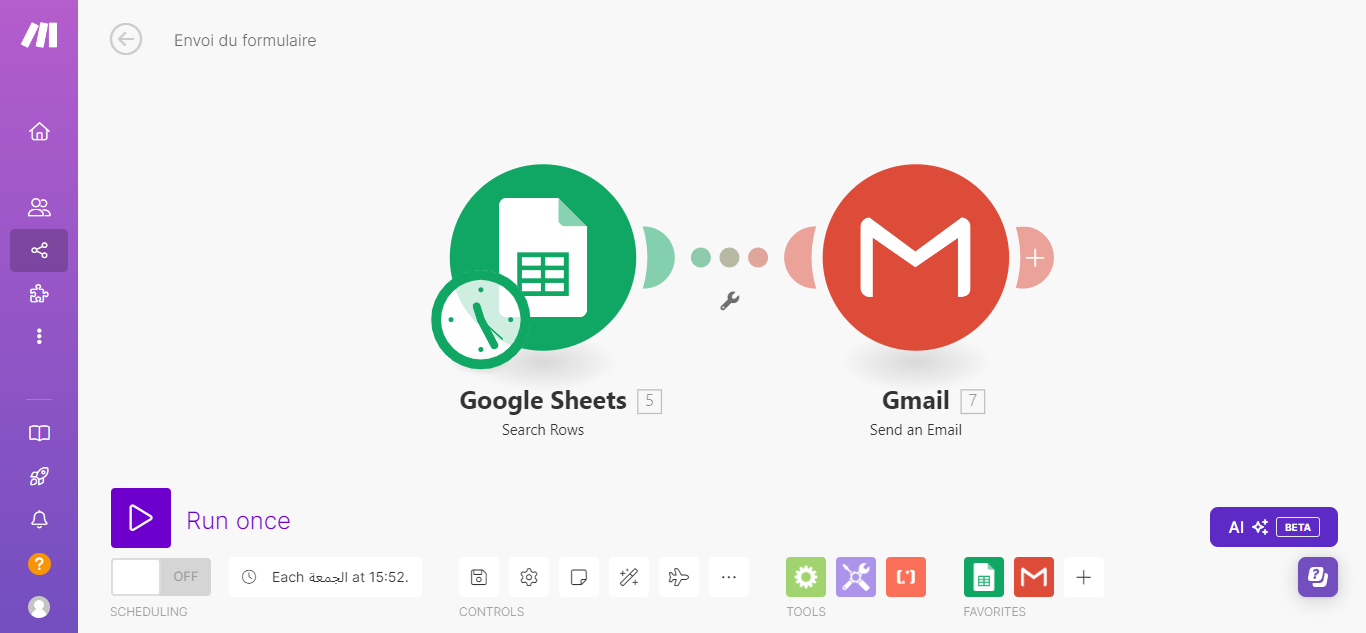 Envoi du formulaire
Google Sheets 5
Search Rows
Gmail 7
Send an Email
Run once
AI BETA
OFF
Each الجمعة at 15:52.
SCHEDULING
CONTROLS
TOOLS
FAVORITES